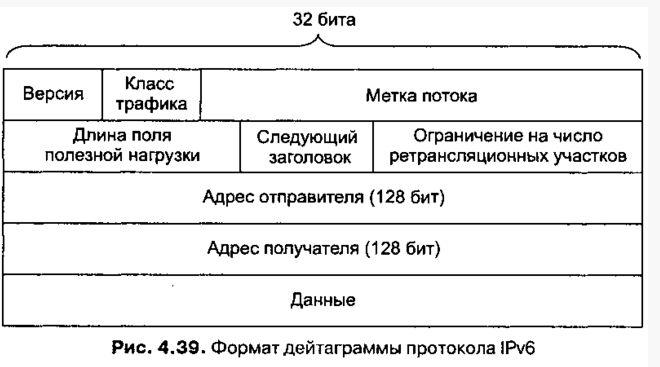 32 бита
Версия
Класс
трафика
Метка потока
Длина поля
полезной нагрузки
Следующий
заголовок
Ограничение на число
ретрансляционных участков
Адрес отправителя (128 бит)
Адрес получателя (128 бит)
Данные
Рис. 4.39. Формат дейтаграммы протокола IPv6